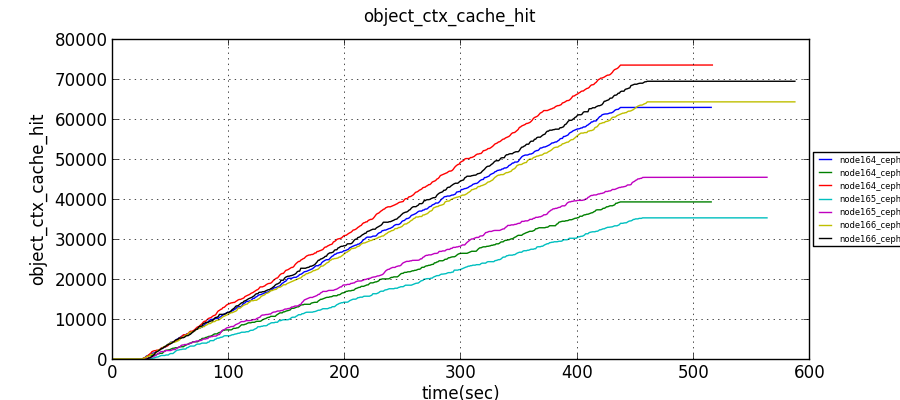 object_ctx_cache_hit
80000
70000
60000
50000
40000
30000
20000
10000
0
object_ctx_cache_hit
0 100 200 300 400 500 600
time(sec)
node164_ceph
node164_ceph
node164_ceph
node165_ceph
node165_ceph
node166_ceph
node166_ceph